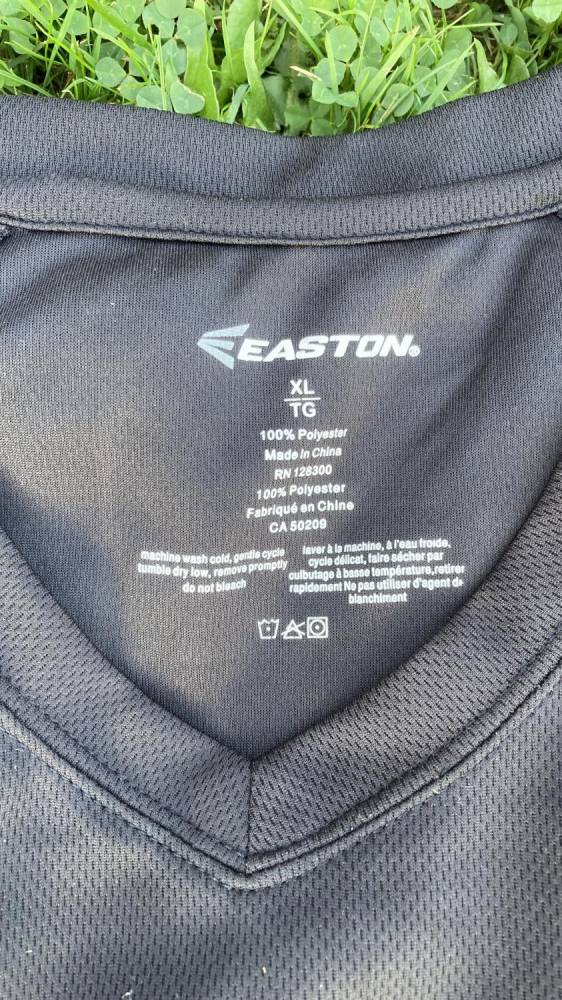 EASTON®
XL
TG
100% Polyester
Made in China
RN 128300
100% Polyester
Fabriqué en Chine
CA 50209
machine wash cold, gentle cycle
tumble dry low, remove promptly
do not bleach
laver à la machine, à l'eau froide,
cycle délicat, faire sécher par
culbutage à basse température,retirer
rapidement Ne pas utiliser d'agent de
blanchiment